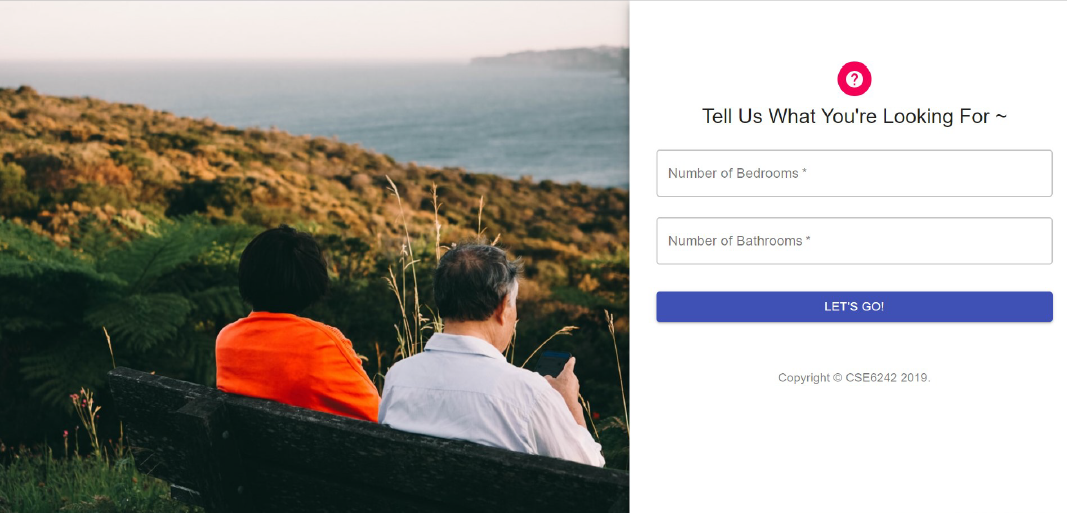 ?
Tell Us What You're Looking For ~
Number of Bedrooms *
Number of Bathrooms *
LET'S GO!
Copyright © CSE6242 2019.